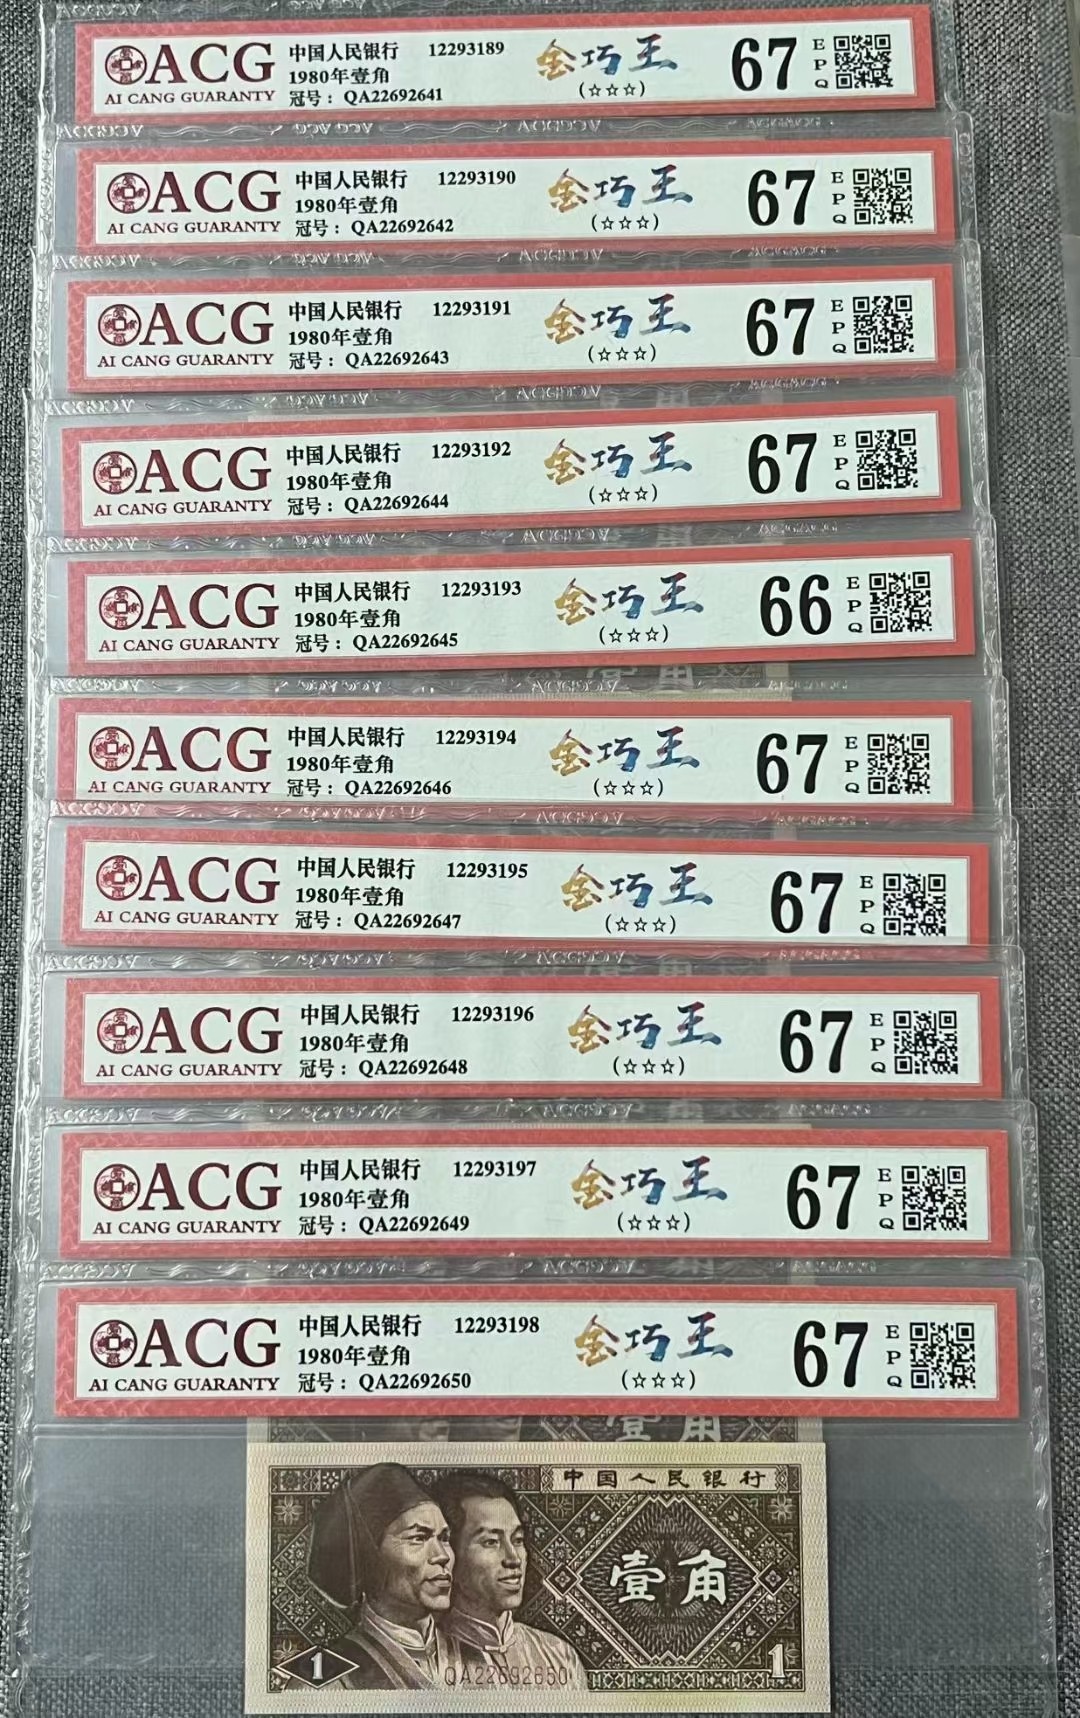 ACG 中国人民银行 12293189 金巧王 67 EPQ
1980年壹角 (☆☆☆)
AI CANG GUARANTY 冠号：QA22692641
ACG 中国人民银行 12293190 金巧王 67 EPQ
1980年壹角 (☆☆☆)
AI CANG GUARANTY 冠号：QA22692642
ACG 中国人民银行 12293191 金巧王 67 EPQ
1980年壹角 (☆☆☆)
AI CANG GUARANTY 冠号：QA22692643
ACG 中国人民银行 12293192 金巧王 67 EPQ
1980年壹角 (☆☆☆)
AI CANG GUARANTY 冠号：QA22692644
ACG 中国人民银行 12293193 金巧王 66 EPQ
1980年壹角 (☆☆☆)
AI CANG GUARANTY 冠号：QA22692645
ACG 中国人民银行 12293194 金巧王 67 EPQ
1980年壹角 (☆☆☆)
AI CANG GUARANTY 冠号：QA22692646
ACG 中国人民银行 12293195 金巧王 67 EPQ
1980年壹角 (☆☆☆)
AI CANG GUARANTY 冠号：QA22692647
ACG 中国人民银行 12293196 金巧王 67 EPQ
1980年壹角 (☆☆☆)
AI CANG GUARANTY 冠号：QA22692648
ACG 中国人民银行 12293197 金巧王 67 EPQ
1980年壹角 (☆☆☆)
AI CANG GUARANTY 冠号：QA22692649
ACG 中国人民银行 12293198 金巧王 67 EPQ
1980年壹角 (☆☆☆)
AI CANG GUARANTY 冠号：QA22692650
中国人民银行
壹角
1 QA22692650 1